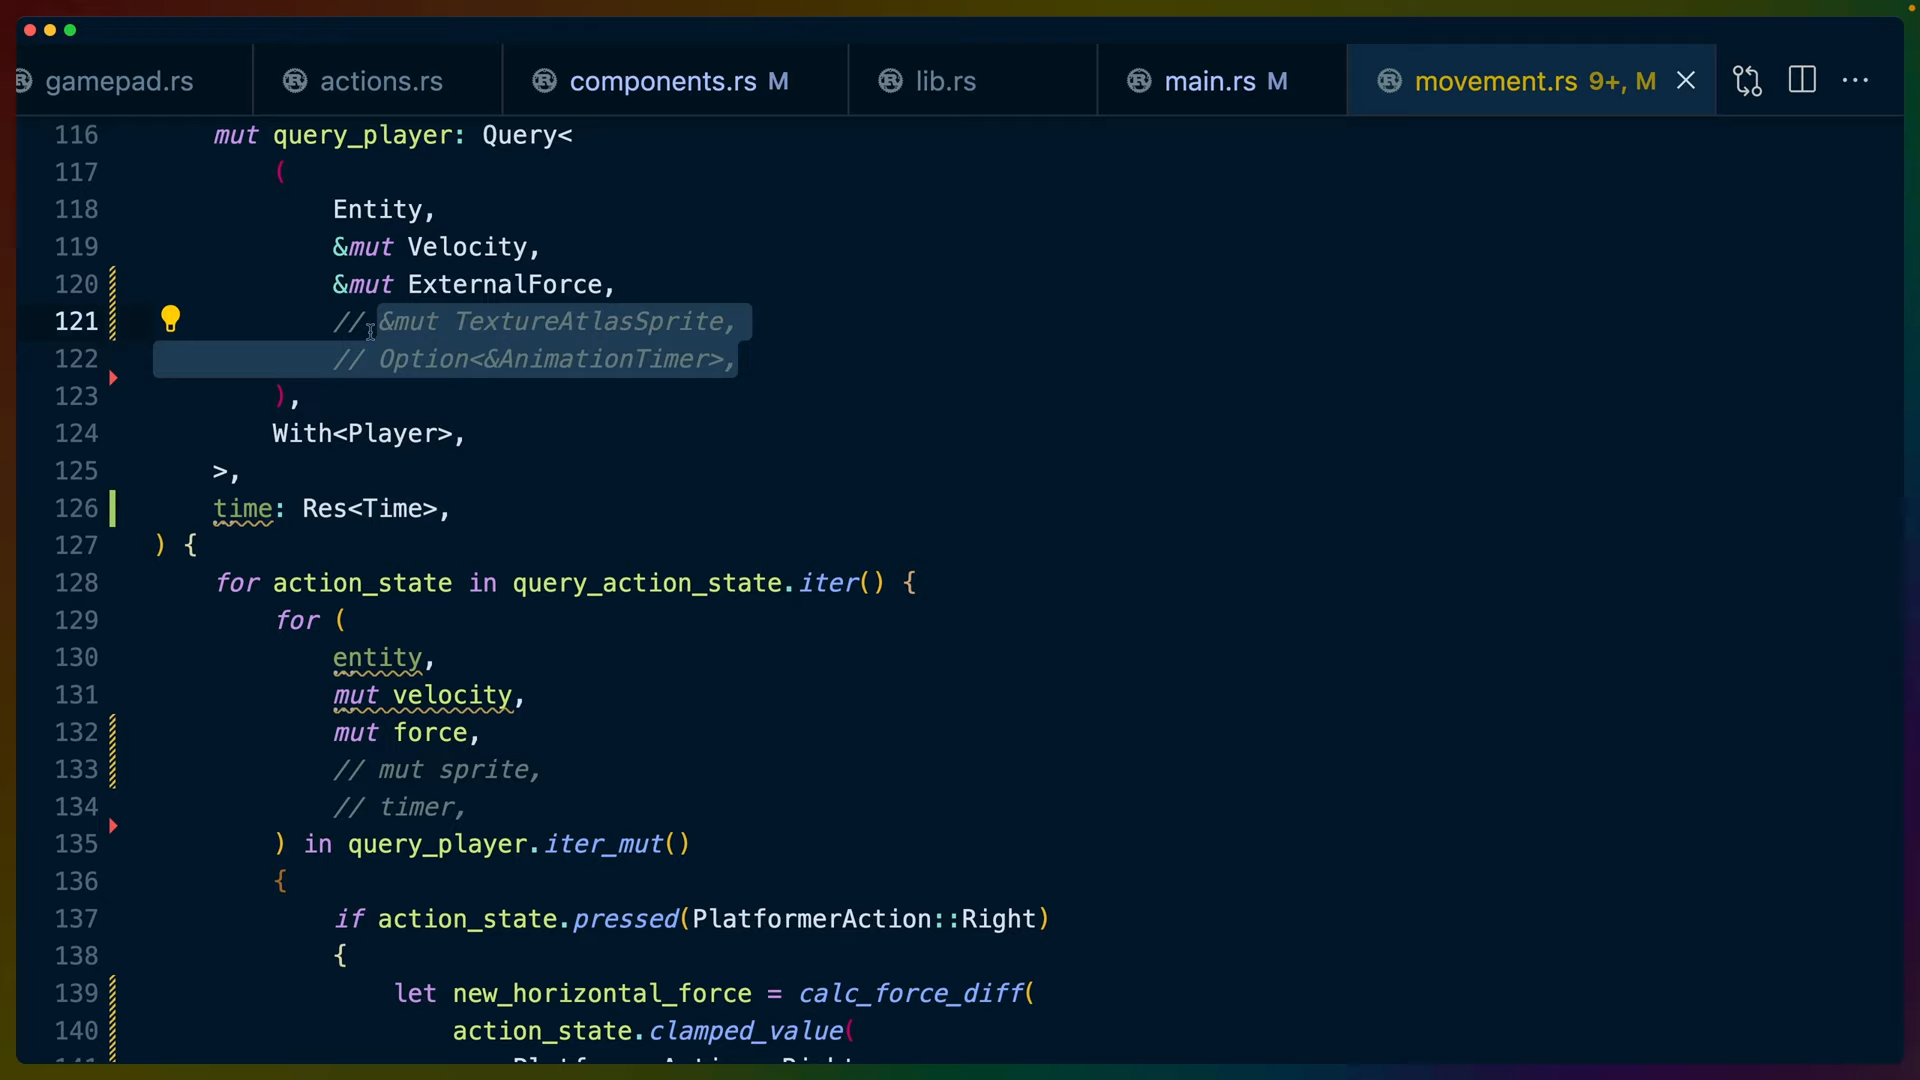 gamepad.rs actions.rs components.rs M lib.rs main.rs M movement.rs 9+, M
116 mut query_player: Query<
117 (
118 Entity,
119 &mut Velocity,
120 &mut ExternalForce,
121 // &mut TextureAtlasSprite,
122 // Option<&AnimationTimer>,
123 ),
124 With<Player>,
125 >,
126 time: Res<Time>,
127 ) {
128 for action_state in query_action_state.iter() {
129 for (
130 entity,
131 mut velocity,
132 mut force,
133 // mut sprite,
134 // timer,
135 ) in query_player.iter_mut()
136 {
137 if action_state.pressed(PlatformerAction::Right)
138 {
139 let new_horizontal_force = calc_force_diff(
140 action_state.clamped_value(